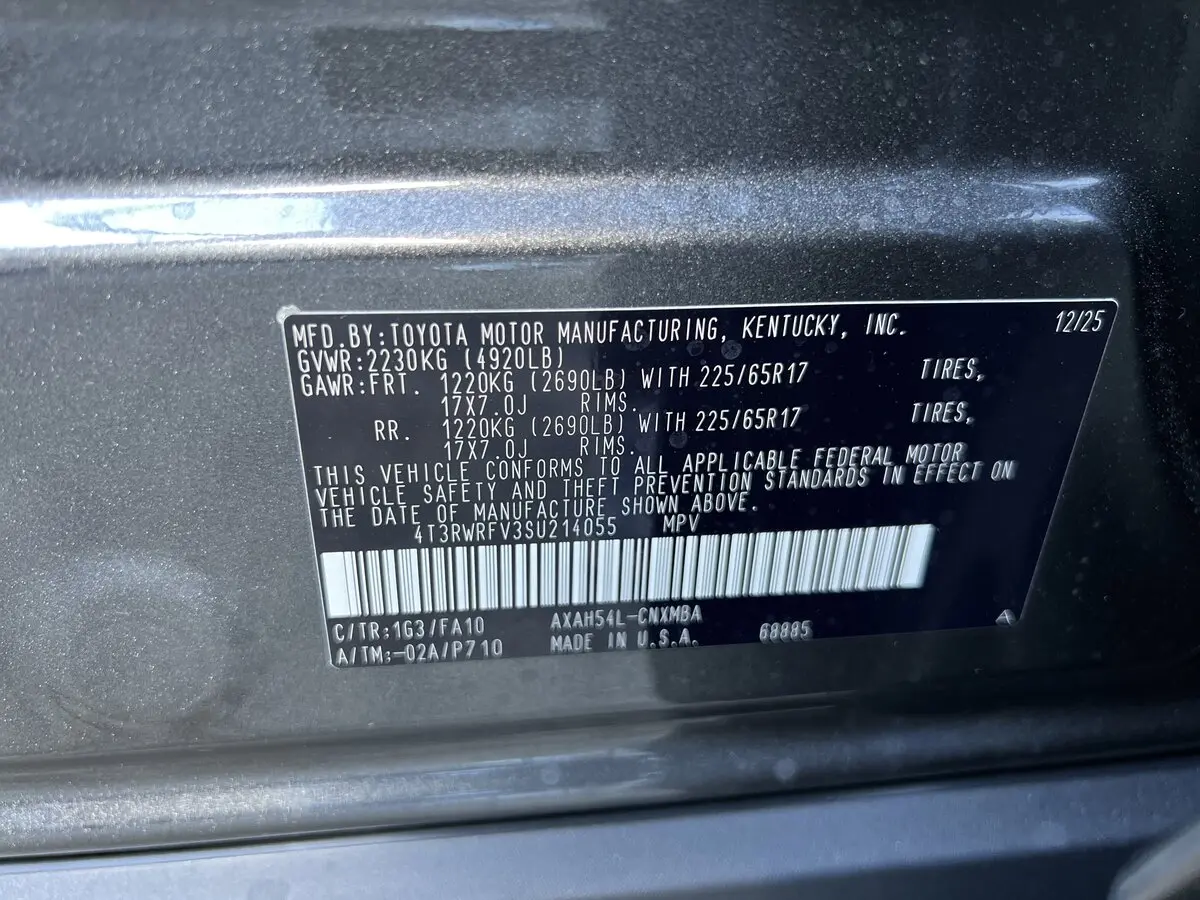 MFD.BY:TOYOTA MOTOR MANUFACTURING, KENTUCKY, INC. 12/25
GVWR:2230KG (4920LB)
GAWR:FRT. 1220KG (2690LB) WITH 225/65R17 TIRES,
17X7.0J RIMS.
RR. 1220KG (2690LB) WITH 225/65R17 TIRES,
17X7.0J RIMS.
THIS VEHICLE CONFORMS TO ALL APPLICABLE FEDERAL MOTOR
VEHICLE SAFETY AND THEFT PREVENTION STANDARDS IN EFFECT ON
THE DATE OF MANUFACTURE SHOWN ABOVE.
4T3RWRFV3SU214055 MPV
C/TR:1G3/FA10 AXAH54L-CNXMBA
A/TM:-02A/P710 MADE IN U.S.A. 68885